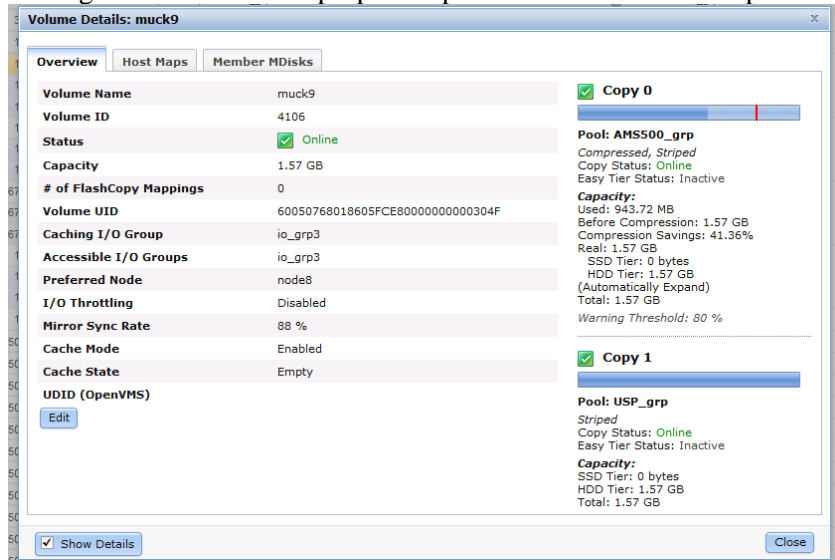 Volume Details: muck9
x
Overview Host Maps Member MDisks
Volume Name muck9
Volume ID 4106
Status Online
Capacity 1.57 GB
# of FlashCopy Mappings 0
Volume UID 60050768018605FCE80000000000304F
Caching I/O Group io_grp3
Accessible I/O Groups io_grp3
Preferred Node node8
I/O Throttling Disabled
Mirror Sync Rate 88 %
Cache Mode Enabled
Cache State Empty
UDID (OpenVMS)
Edit
Copy 0
Pool: AMS500_grp
Compressed, Striped
Copy Status: Online
Easy Tier Status: Inactive
Capacity:
Used: 943.72 MB
Before Compression: 1.57 GB
Compression Savings: 41.36%
Real: 1.57 GB
SSD Tier: 0 bytes
HDD Tier: 1.57 GB
(Automatically Expand)
Total: 1.57 GB
Warning Threshold: 80 %
Copy 1
Pool: USP_grp
Striped
Copy Status: Online
Easy Tier Status: Inactive
Capacity:
SSD Tier: 0 bytes
HDD Tier: 1.57 GB
Total: 1.57 GB
Show Details
Close